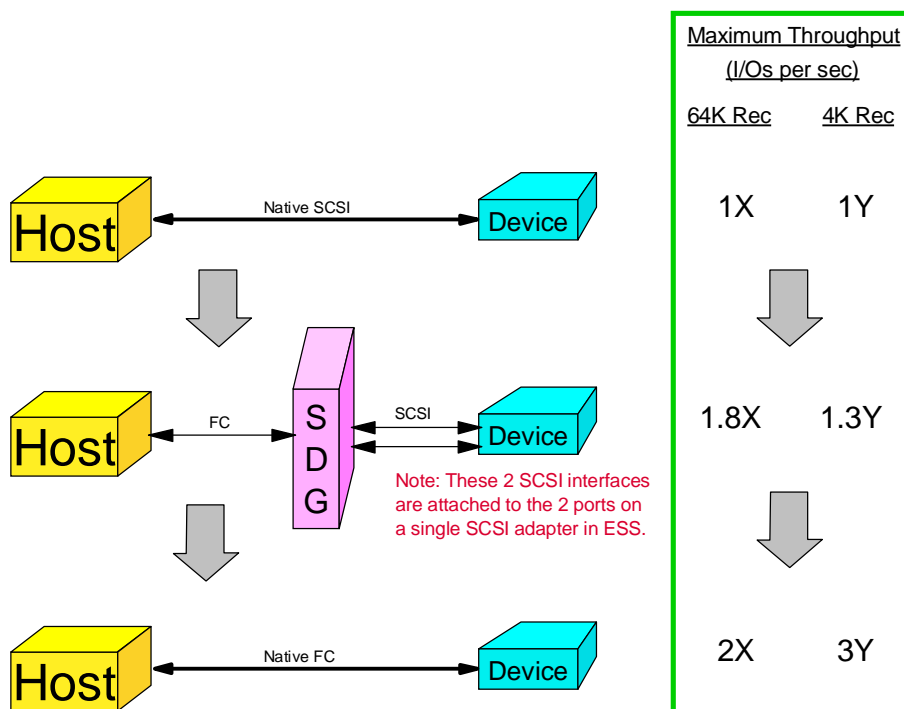 Maximum Throughput
(I/Os per sec)
64K Rec 4K Rec
Host
Native SCSI
Device
1X 1Y
Host
FC
S
D
G
SCSI
Device
1.8X 1.3Y
Note: These 2 SCSI interfaces
are attached to the 2 ports on
a single SCSI adapter in ESS.
Host
Native FC
Device
2X 3Y